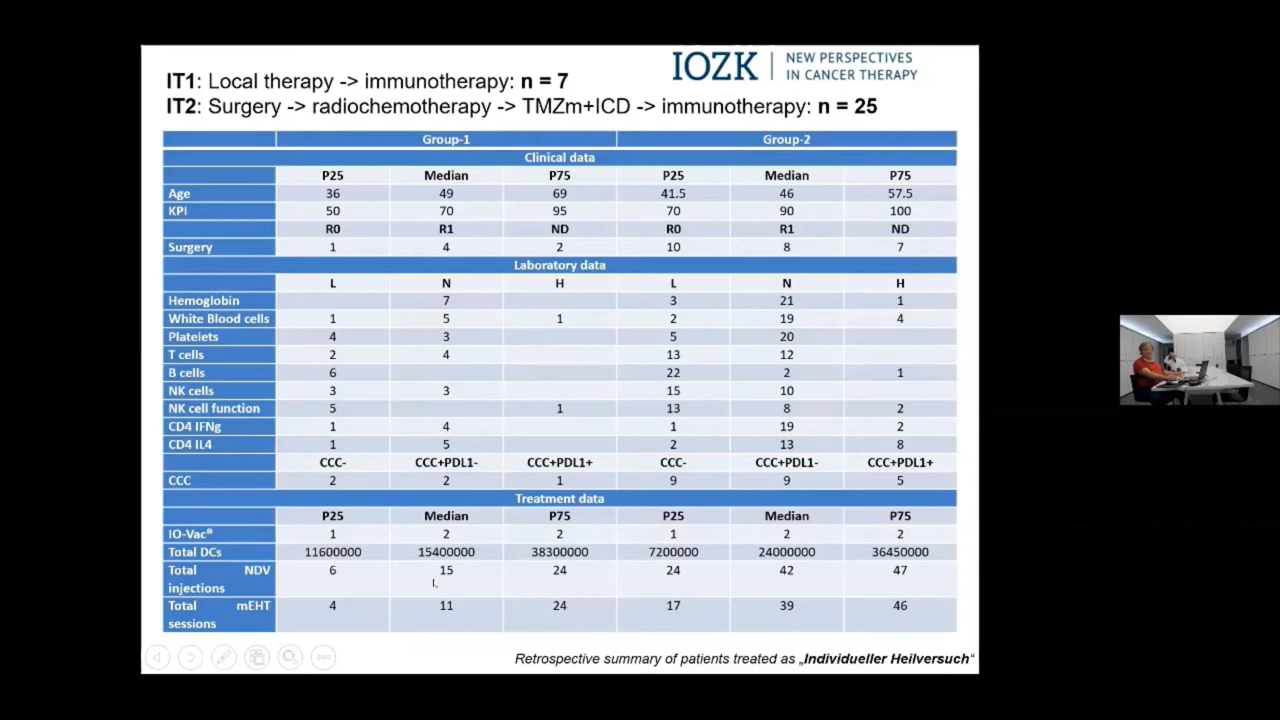 IOZK | NEW PERSPECTIVES
IN CANCER THERAPY
IT1: Local therapy -> immunotherapy: n = 7
IT2: Surgery -> radiochemotherapy -> TMZm+ICD -> immunotherapy: n = 25
Group-1 Group-2
Clinical data
P25 Median P75 P25 Median P75
Age 36 49 69 41.5 46 57.5
KPI 50 70 95 70 90 100
R0 R1 ND R0 R1 ND
Surgery 1 4 2 10 8 7
Laboratory data
L N H L N H
Hemoglobin 7 3 21 1
White Blood cells 1 5 1 2 19 4
Platelets 4 3 5 20
T cells 2 4 13 12
B cells 6 22 2 1
NK cells 3 3 15 10
NK cell function 5 1 13 8 2
CD4 IFNg 1 4 1 19 2
CD4 IL4 1 5 2 13 8
CCC- CCC+PDL1- CCC+PDL1+ CCC- CCC+PDL1- CCC+PDL1+
CCC 2 2 1 9 9 5
Treatment data
P25 Median P75 P25 Median P75
IO-Vac® 1 2 2 1 2 2
Total DCs 11600000 15400000 38300000 7200000 24000000 36450000
Total NDV 6 15 24 24 42 47
injections
Total mEHT 4 11 24 17 39 46
sessions
Retrospective summary of patients treated as „Individueller Heilversuch“